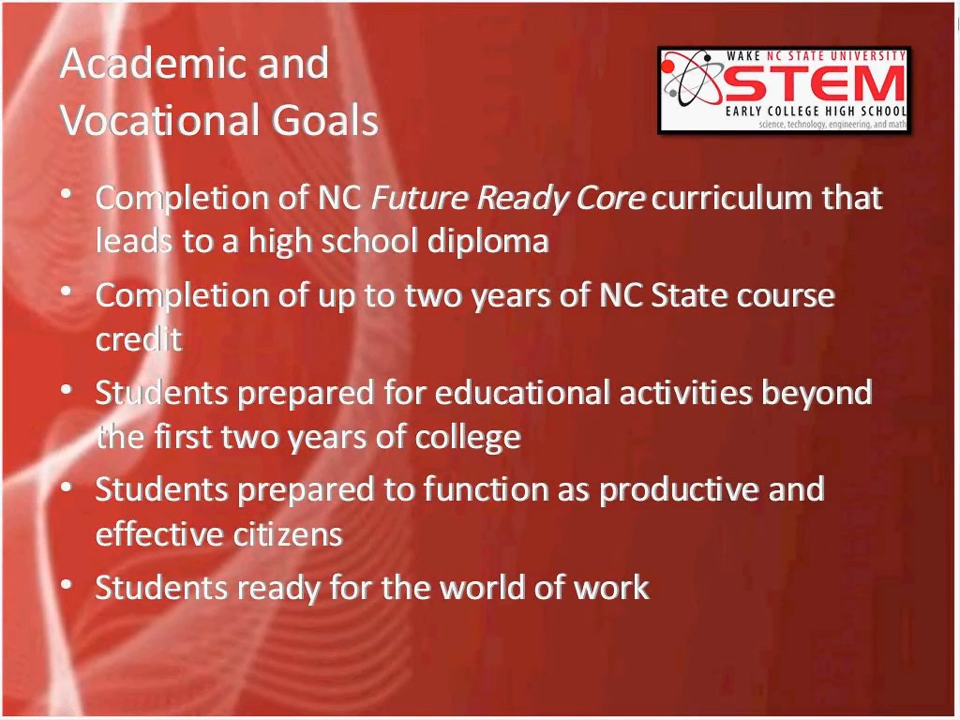 Academic and
Vocational Goals
WAKE NC STATE UNIVERSITY
STEM
EARLY COLLEGE HIGH SCHOOL
science, technology, engineering, and math
• Completion of NC Future Ready Core curriculum that
leads to a high school diploma
• Completion of up to two years of NC State course
credit
• Students prepared for educational activities beyond
the first two years of college
• Students prepared to function as productive and
effective citizens
• Students ready for the world of work